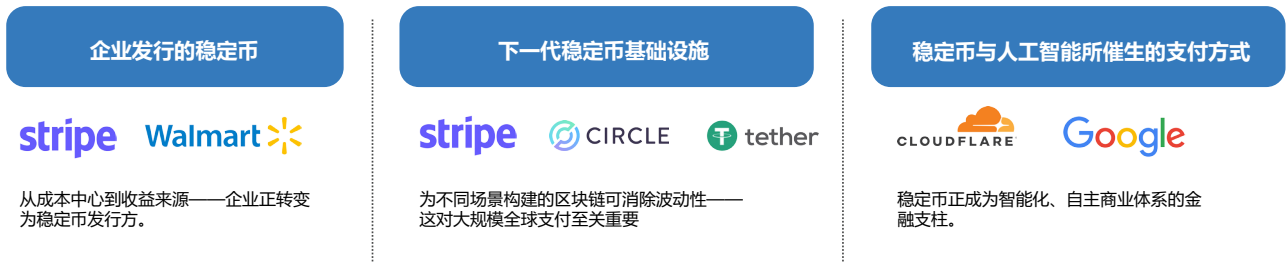 企业发行的稳定币
stripe Walmart
从成本中心到收益来源——企业正转变
为稳定币发行方。
下一代稳定币基础设施
stripe CIRCLE tether
为不同场景构建的区块链可消除波动性——
这对大规模全球支付至关重要
稳定币与人工智能所催生的支付方式
CLOUDFLARE Google
稳定币正成为智能化、自主商业体系的金
融支柱。